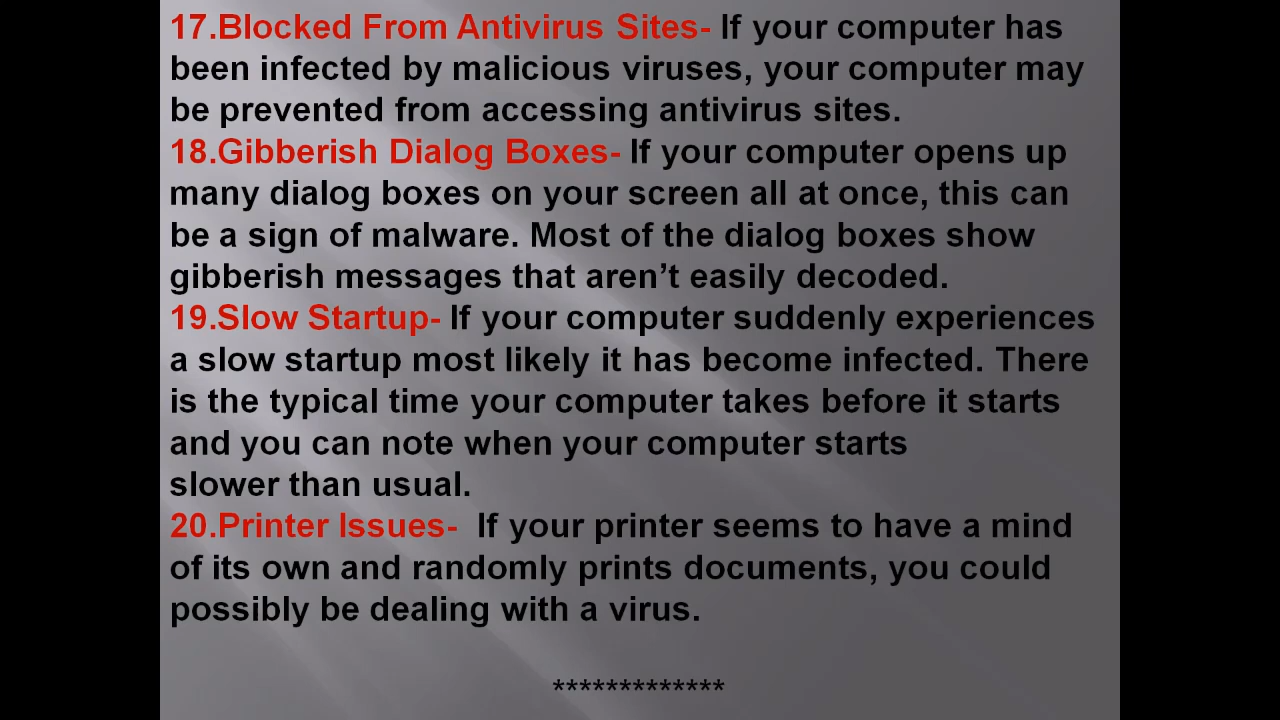 17.Blocked From Antivirus Sites- If your computer has
been infected by malicious viruses, your computer may
be prevented from accessing antivirus sites.
18.Gibberish Dialog Boxes- If your computer opens up
many dialog boxes on your screen all at once, this can
be a sign of malware. Most of the dialog boxes show
gibberish messages that aren’t easily decoded.
19.Slow Startup- If your computer suddenly experiences
a slow startup most likely it has become infected. There
is the typical time your computer takes before it starts
and you can note when your computer starts
slower than usual.
20.Printer Issues-  If your printer seems to have a mind
of its own and randomly prints documents, you could
possibly be dealing with a virus.
*************